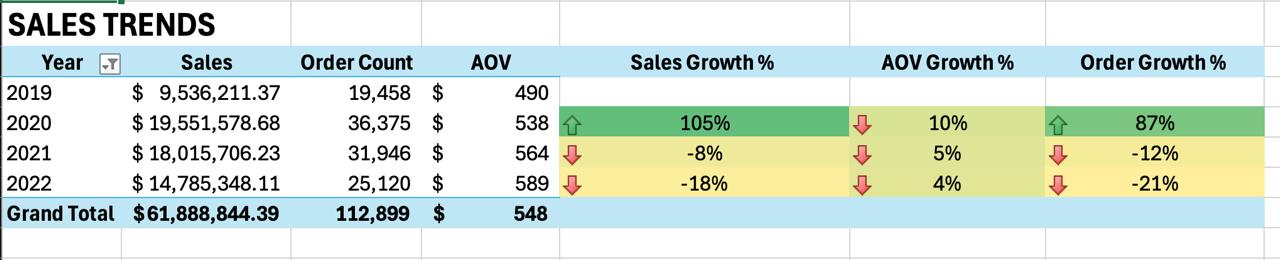 SALES TRENDS
Year Sales Order Count AOV Sales Growth % AOV Growth % Order Growth %
2019 $ 9,536,211.37 19,458 $ 490
2020 $ 19,551,578.68 36,375 $ 538 105% 10% 87%
2021 $ 18,015,706.23 31,946 $ 564 -8% 5% -12%
2022 $ 14,785,348.11 25,120 $ 589 -18% 4% -21%
Grand Total $ 61,888,844.39 112,899 $ 548